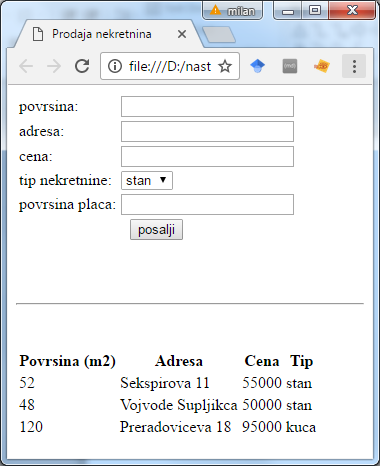 milan
Prodaja nekretnina
file:///D:/nast
povrsina:
adresa:
cena:
tip nekretnine: stan
povrsina placa:
posalji
Povrsina (m2) Adresa Cena Tip
52 Sekspirova 11 55000 stan
48 Vojvode Supljikca 50000 stan
120 Preradoviceva 18 95000 kuca